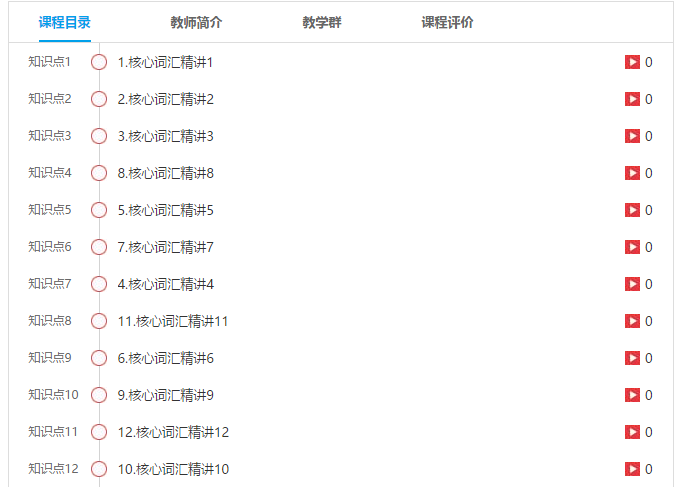 课程目录 教师简介 教学群 课程评价
知识点1 1.核心词汇精讲1 0
知识点2 2.核心词汇精讲2 0
知识点3 3.核心词汇精讲3 0
知识点4 8.核心词汇精讲8 0
知识点5 5.核心词汇精讲5 0
知识点6 7.核心词汇精讲7 0
知识点7 4.核心词汇精讲4 0
知识点8 11.核心词汇精讲11 0
知识点9 6.核心词汇精讲6 0
知识点10 9.核心词汇精讲9 0
知识点11 12.核心词汇精讲12 0
知识点12 10.核心词汇精讲10 0